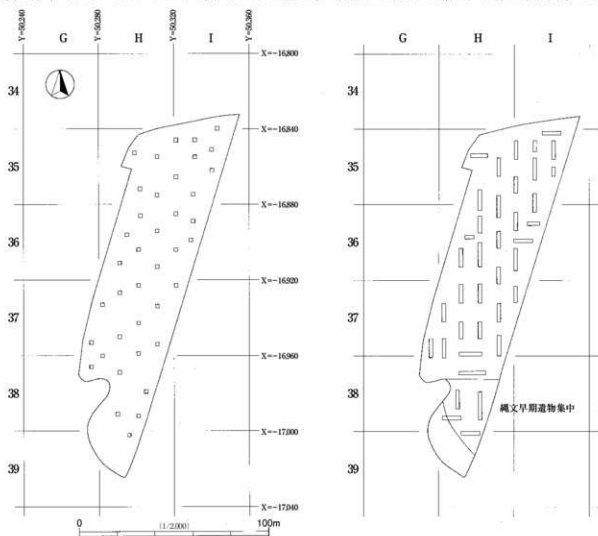 Y=50,240
Y=50,280
Y=50,320
Y=50,360
G H I
X=-16,800
34
X=-16,840
35
X=-16,880
36
X=-16,920
37
X=-16,960
38
X=-17,000
39
X=-17,040
0 (1/2,000) 100m
G H I
34
35
36
37
38
縄文早期遺物集中
39